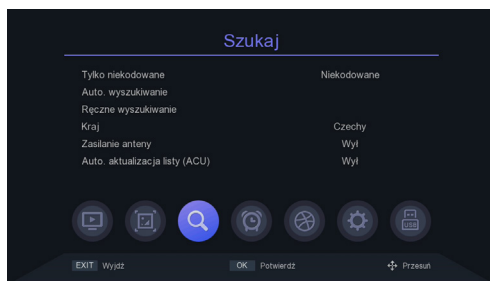 Szukaj
Tylko niekodowane Niekodowane
Auto. wyszukiwanie
Ręczne wyszukiwanie
Kraj Czechy
Zasilanie anteny Wył
Auto. aktualizacja listy (ACU) Wył
USB
EXIT Wyjdź OK Potwierdź Przesuń